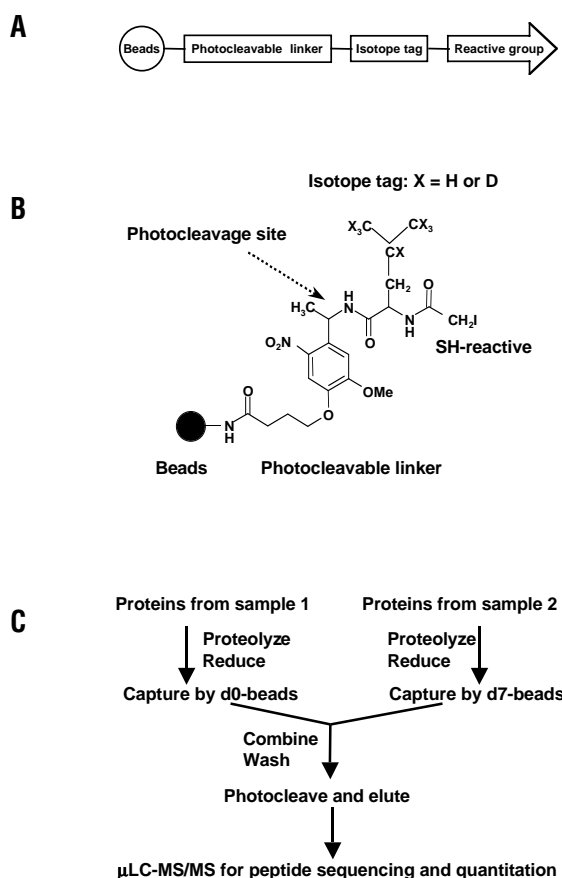 A
Beads
Photocleavable linker
Isotope tag
Reactive group
B
Isotope tag: X = H or D
Photocleavage site
X₃C
CX₃
CX
CH₂
H₃C
H
N
O
O
N
H
CH₂I
SH-reactive
O₂N
OMe
O
O
N
H
Beads
Photocleavable linker
C
Proteins from sample 1
Proteins from sample 2
Proteolyze
Reduce
Proteolyze
Reduce
Capture by d0-beads
Capture by d7-beads
Combine
Wash
Photocleave and elute
μLC-MS/MS for peptide sequencing and quantitation